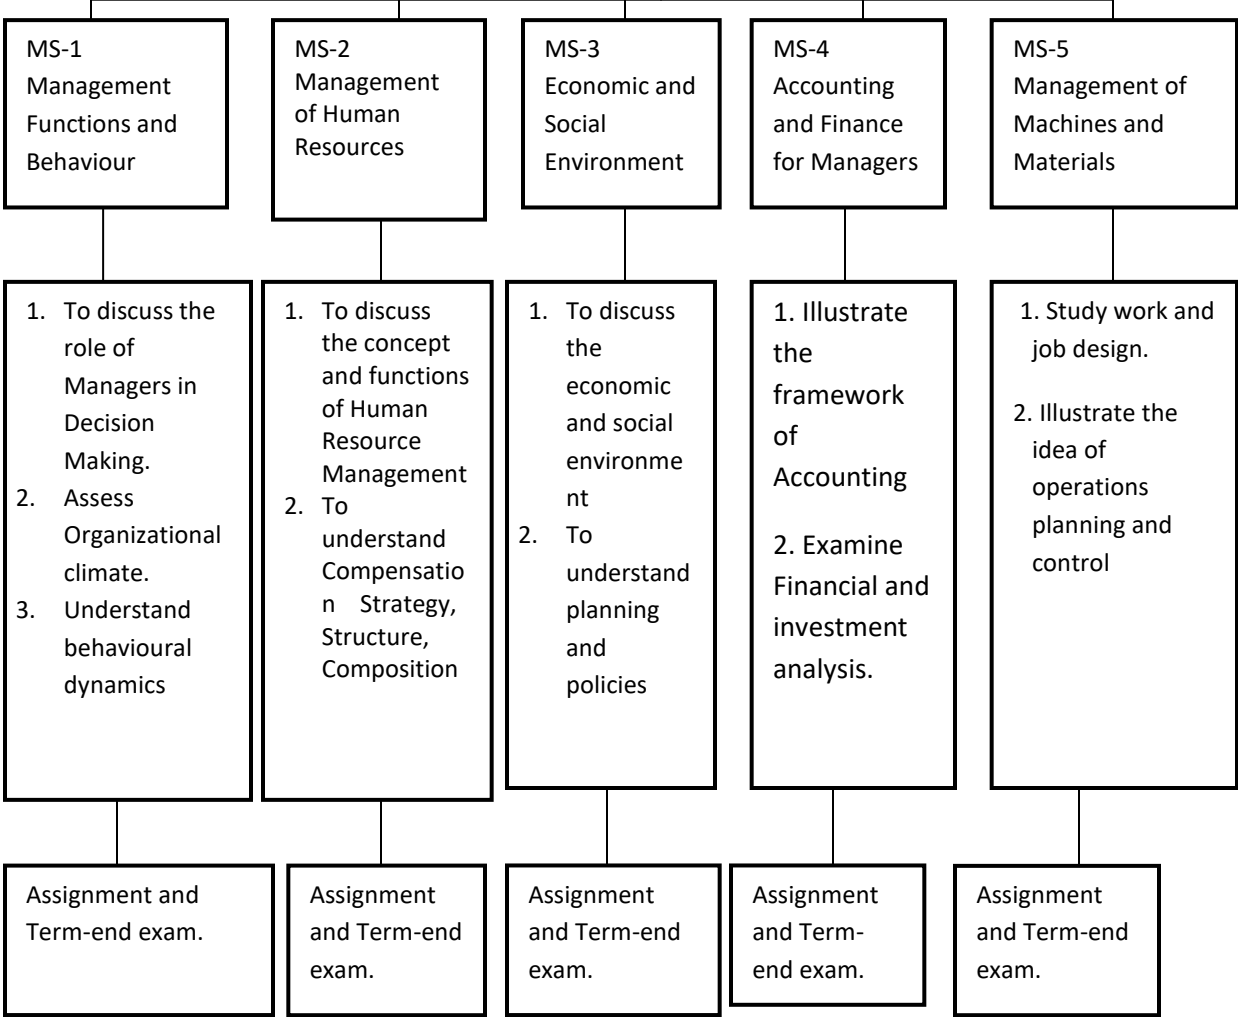 MS-1
Management
Functions and
Behaviour
MS-2
Management
of Human
Resources
MS-3
Economic and
Social
Environment
MS-4
Accounting
and Finance
for Managers
MS-5
Management of
Machines and
Materials
1. To discuss the
role of
Managers in
Decision
Making.
2. Assess
Organizational
climate.
3. Understand
behavioural
dynamics
1. To discuss
the concept
and functions
of Human
Resource
Management
2. To
understand
Compensatio
n Strategy,
Structure,
Composition
1. To discuss
the
economic
and social
environme
nt
2. To
understand
planning
and
policies
1. Illustrate
the
framework
of
Accounting
2. Examine
Financial and
investment
analysis.
1. Study work and
job design.
2. Illustrate the
idea of
operations
planning and
control
Assignment and
Term-end exam.
Assignment
and Term-end
exam.
Assignment
and Term-end
exam.
Assignment
and Term-
end exam.
Assignment
and Term-end
exam.